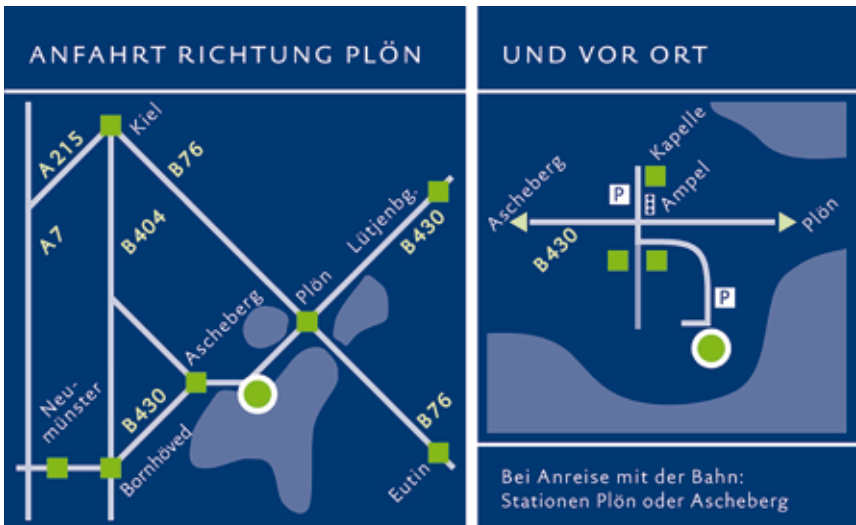 ANFAHRT RICHTUNG PLÖN
Kiel
A215
B76
A7
B404
Lütjenbg.
B430
Plön
Ascheberg
Neu-
münster
B430
Bornhöved
B76
Eutin
UND VOR ORT
Kapelle
Ascheberg
P
Ampel
B430
Plön
P
Bei Anreise mit der Bahn:
Stationen Plön oder Ascheberg